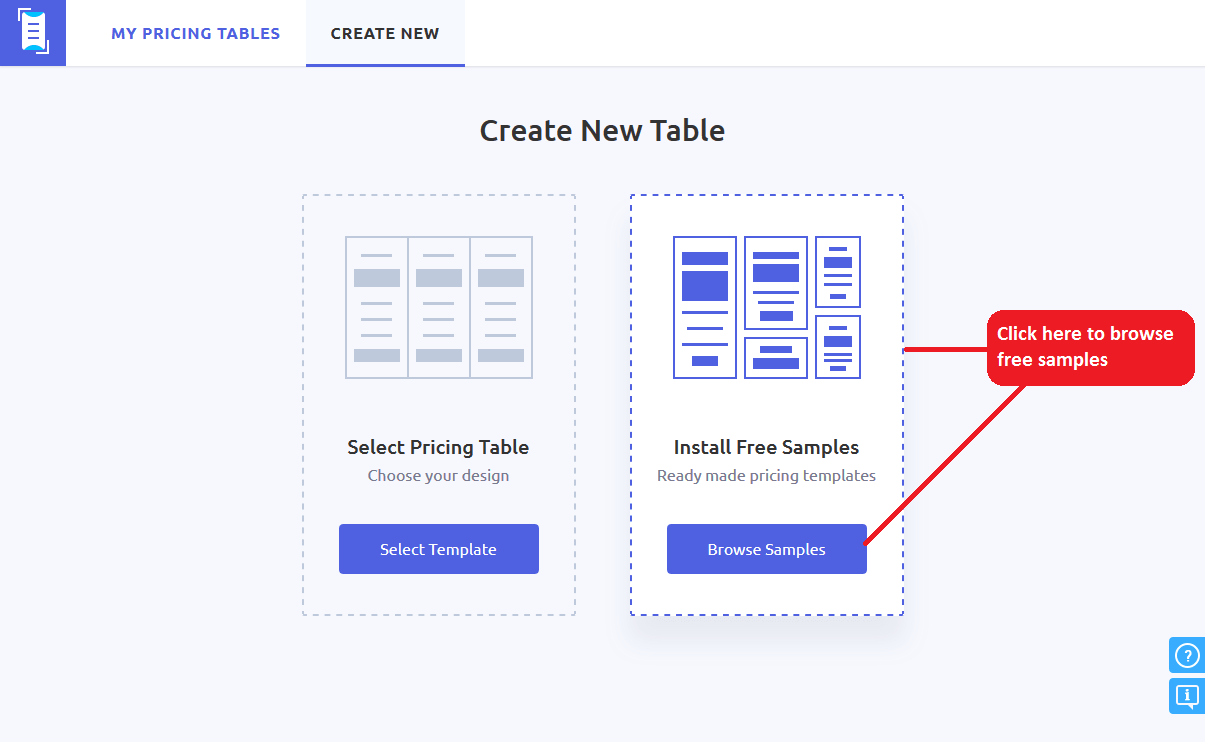 MY PRICING TABLES
CREATE NEW
Create New Table
Select Pricing Table
Choose your design
Select Template
Install Free Samples
Ready made pricing templates
Browse Samples
Click here to browse
free samples
?
i